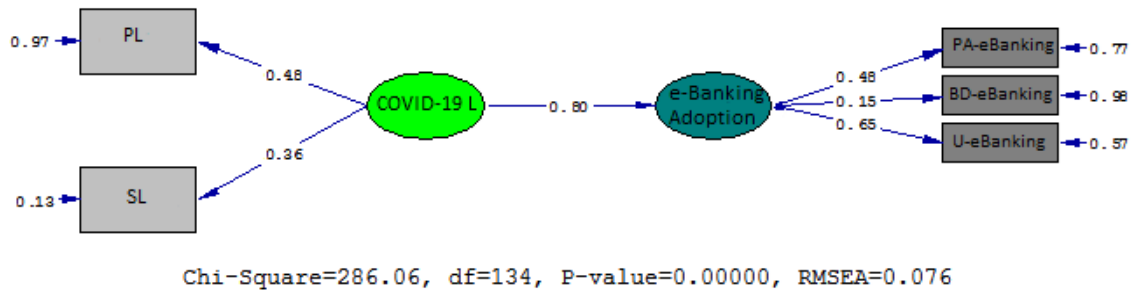 PL
0.97
0.48
PA-eBanking
0.77
0.48
COVID-19 L
0.80
e-Banking
Adoption
0.15
BD-eBanking
0.98
0.65
U-eBanking
0.57
0.36
SL
0.13
Chi-Square=286.06, df=134, P-value=0.00000, RMSEA=0.076